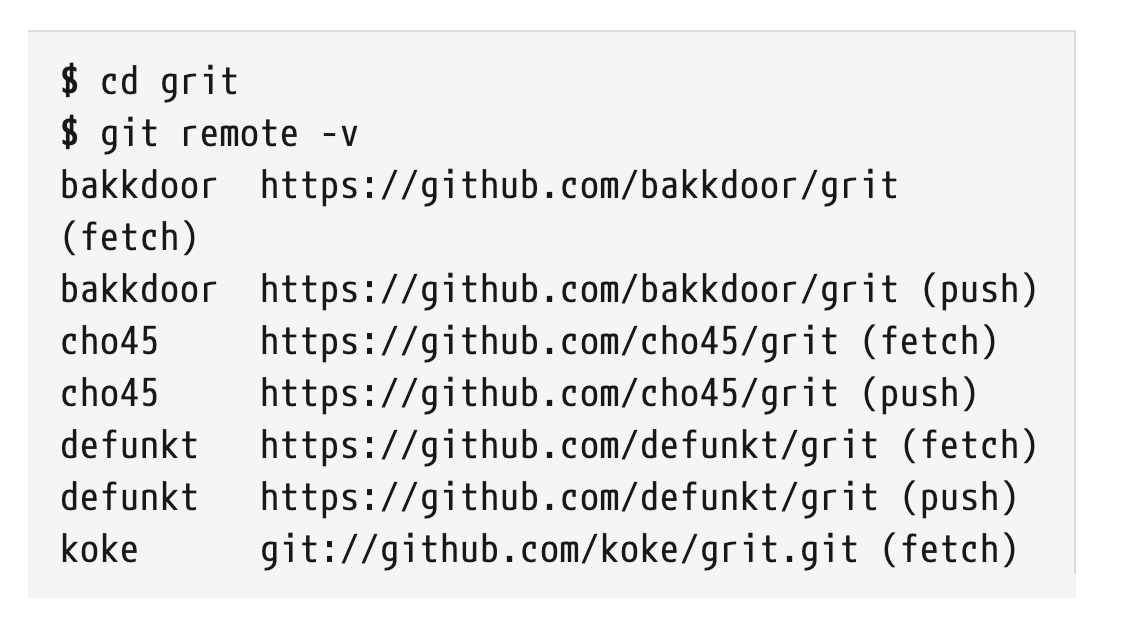 $ cd grit
$ git remote -v
bakkdoor  https://github.com/bakkdoor/grit
(fetch)
bakkdoor  https://github.com/bakkdoor/grit (push)
cho45     https://github.com/cho45/grit (fetch)
cho45     https://github.com/cho45/grit (push)
defunkt   https://github.com/defunkt/grit (fetch)
defunkt   https://github.com/defunkt/grit (push)
koke      git://github.com/koke/grit.git (fetch)